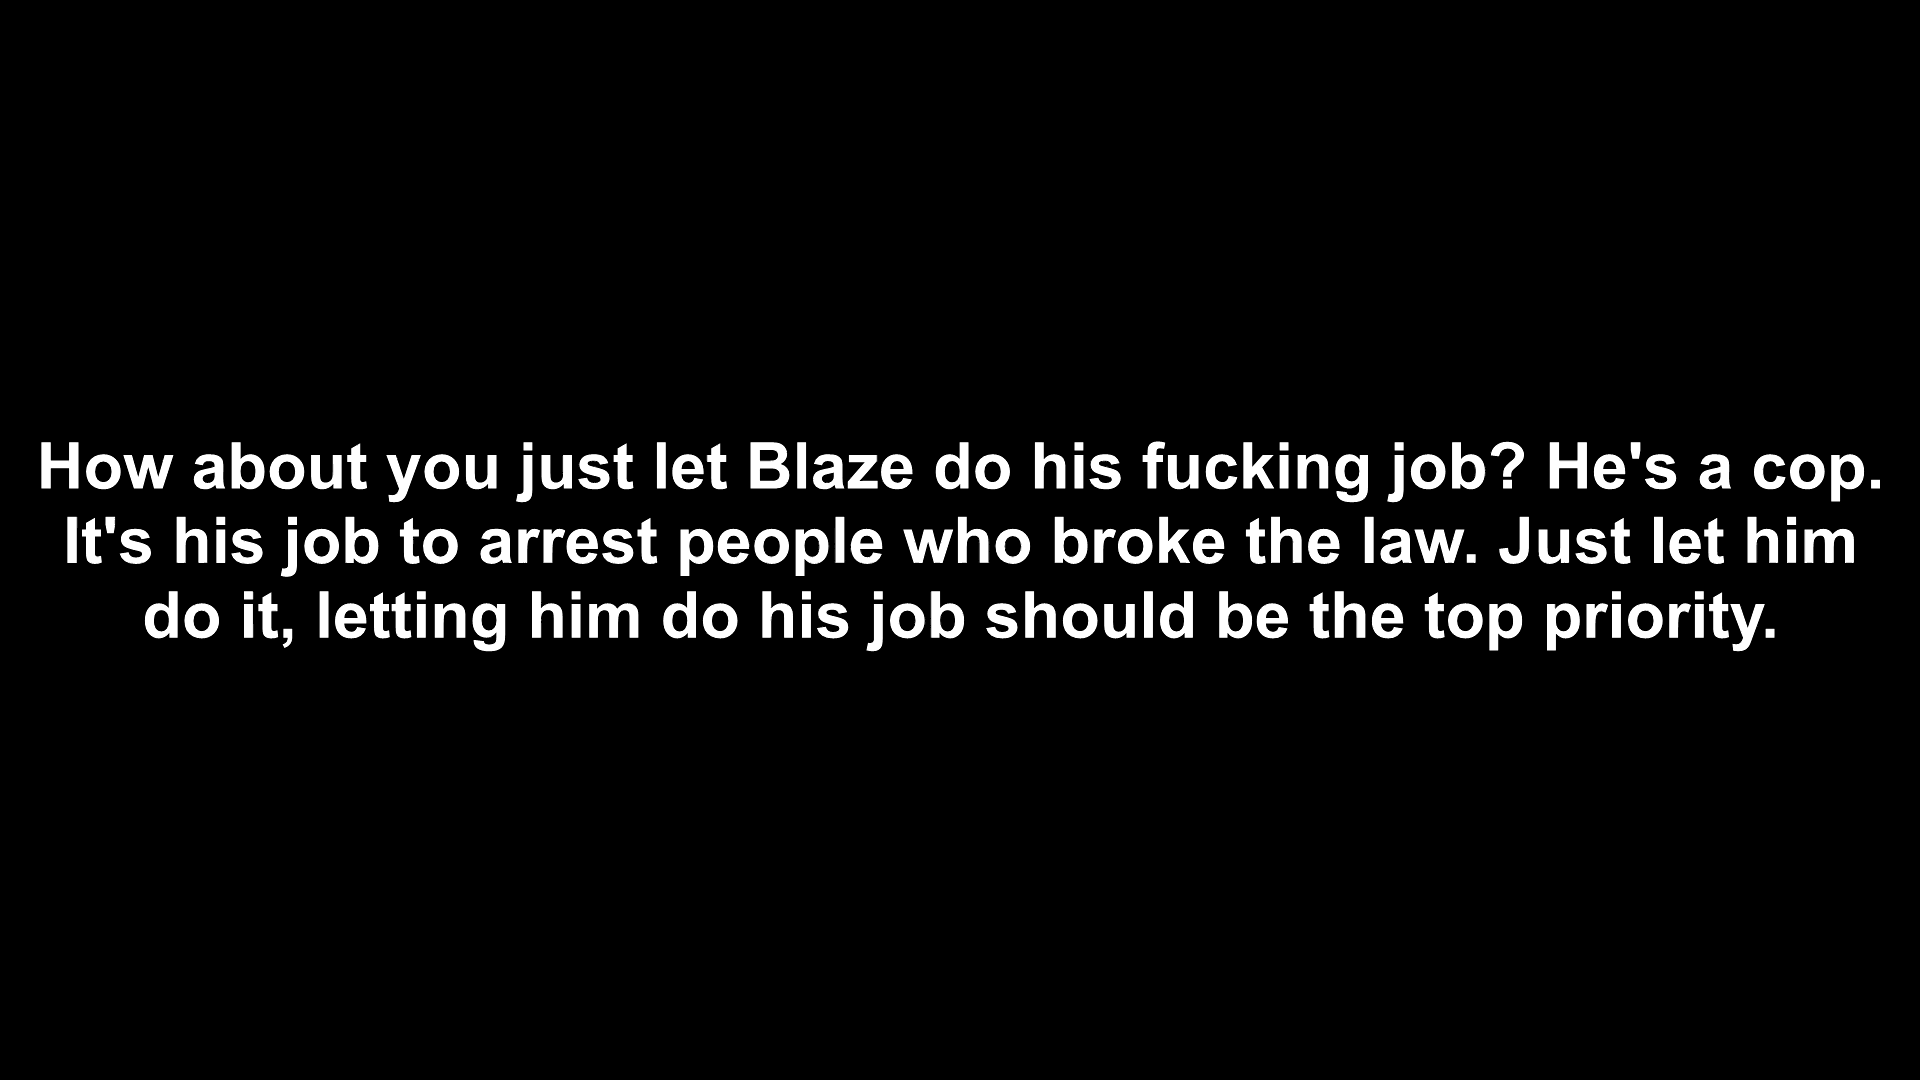 How about you just let Blaze do his fucking job? He's a cop.
It's his job to arrest people who broke the law. Just let him
do it, letting him do his job should be the top priority.